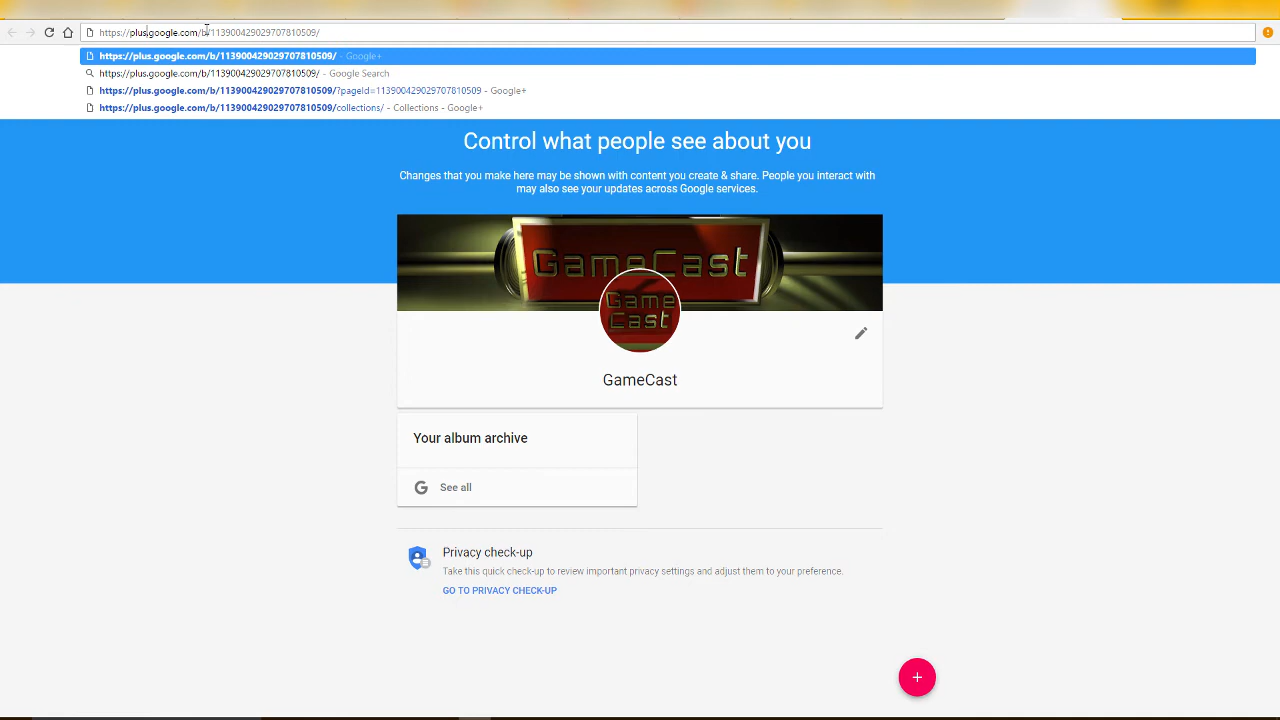 https://plus.google.com/b/113900429029707810509/
https://plus.google.com/b/113900429029707810509/ - Google+
https://plus.google.com/b/113900429029707810509/ - Google Search
https://plus.google.com/b/113900429029707810509/?pageId=113900429029707810509 - Google+
https://plus.google.com/b/113900429029707810509/collections/ - Collections - Google+
Control what people see about you
Changes that you make here may be shown with content you create & share. People you interact with
may also see your updates across Google services.
GameCast
Game
Cast
GameCast
Your album archive
G See all
Privacy check-up
Take this quick check-up to review important privacy settings and adjust them to your preference.
GO TO PRIVACY CHECK-UP
+